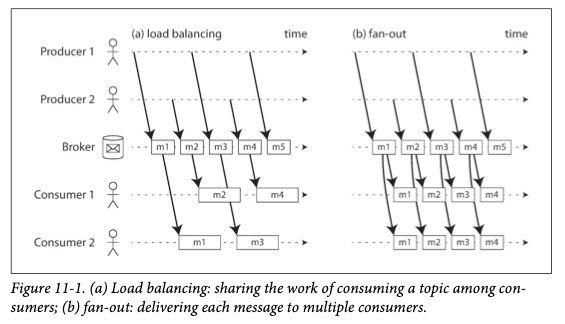 (a) load balancing time (b) fan-out time
Producer 1
Producer 2
Broker m1 m2 m3 m4 m5 m1 m2 m3 m4 m5
Consumer 1 m2 m4 m1 m2 m3 m4
Consumer 2 m1 m3 m1 m2 m3 m4
Figure 11-1. (a) Load balancing: sharing the work of consuming a topic among con-
sumers; (b) fan-out: delivering each message to multiple consumers.